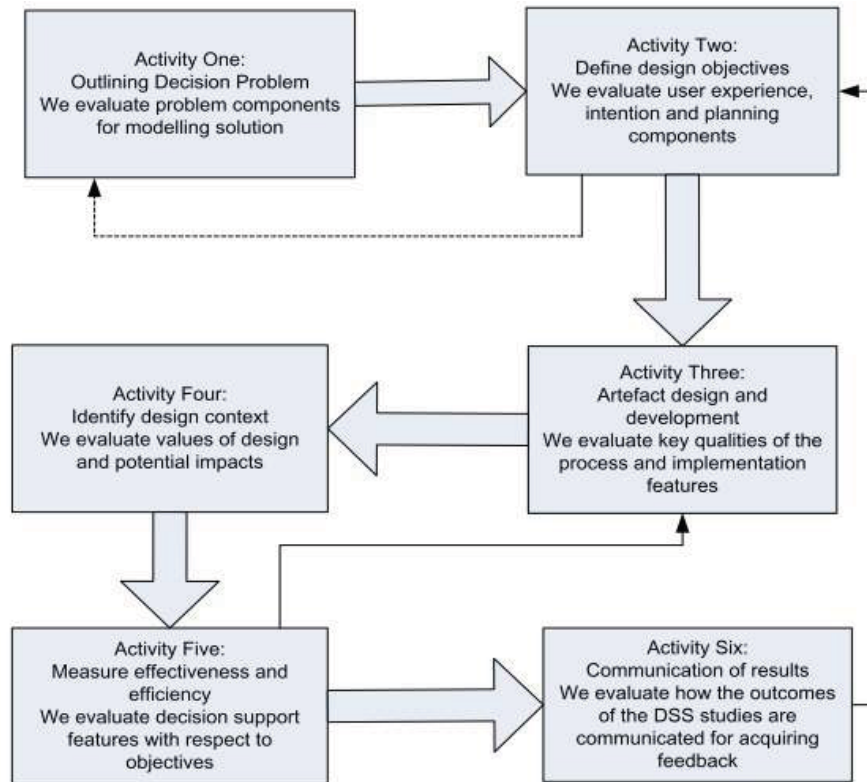 Activity One:
Outlining Decision Problem
We evaluate problem components
for modelling solution
Activity Two:
Define design objectives
We evaluate user experience,
intention and planning
components
Activity Three:
Artefact design and
development
We evaluate key qualities of the
process and implementation
features
Activity Four:
Identify design context
We evaluate values of design
and potential impacts
Activity Five:
Measure effectiveness and
efficiency
We evaluate decision support
features with respect to
objectives
Activity Six:
Communication of results
We evaluate how the outcomes
of the DSS studies are
communicated for acquiring
feedback